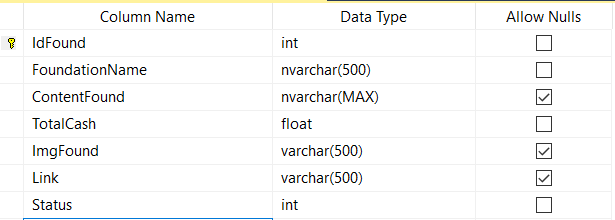 Column Name Data Type Allow Nulls
IdFound int
FoundationName nvarchar(500)
ContentFound nvarchar(MAX)
TotalCash float
ImgFound varchar(500)
Link varchar(500)
Status int